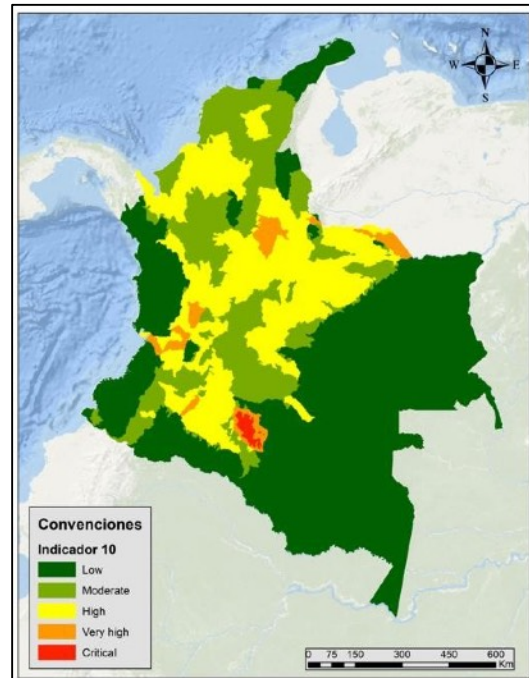 N
W E
S
Convenciones
Indicador 10
Low
Moderate
High
Very high
Critical
0 75 150 300 450 600
Km